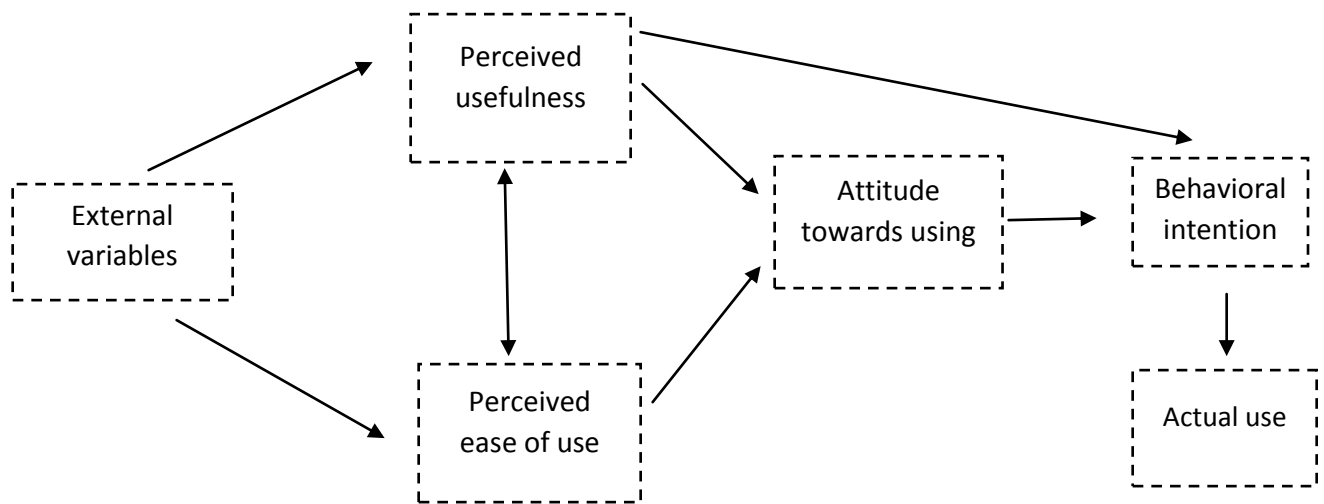 Perceived
usefulness
External
variables
Attitude
towards using
Behavioral
intention
Perceived
ease of use
Actual use